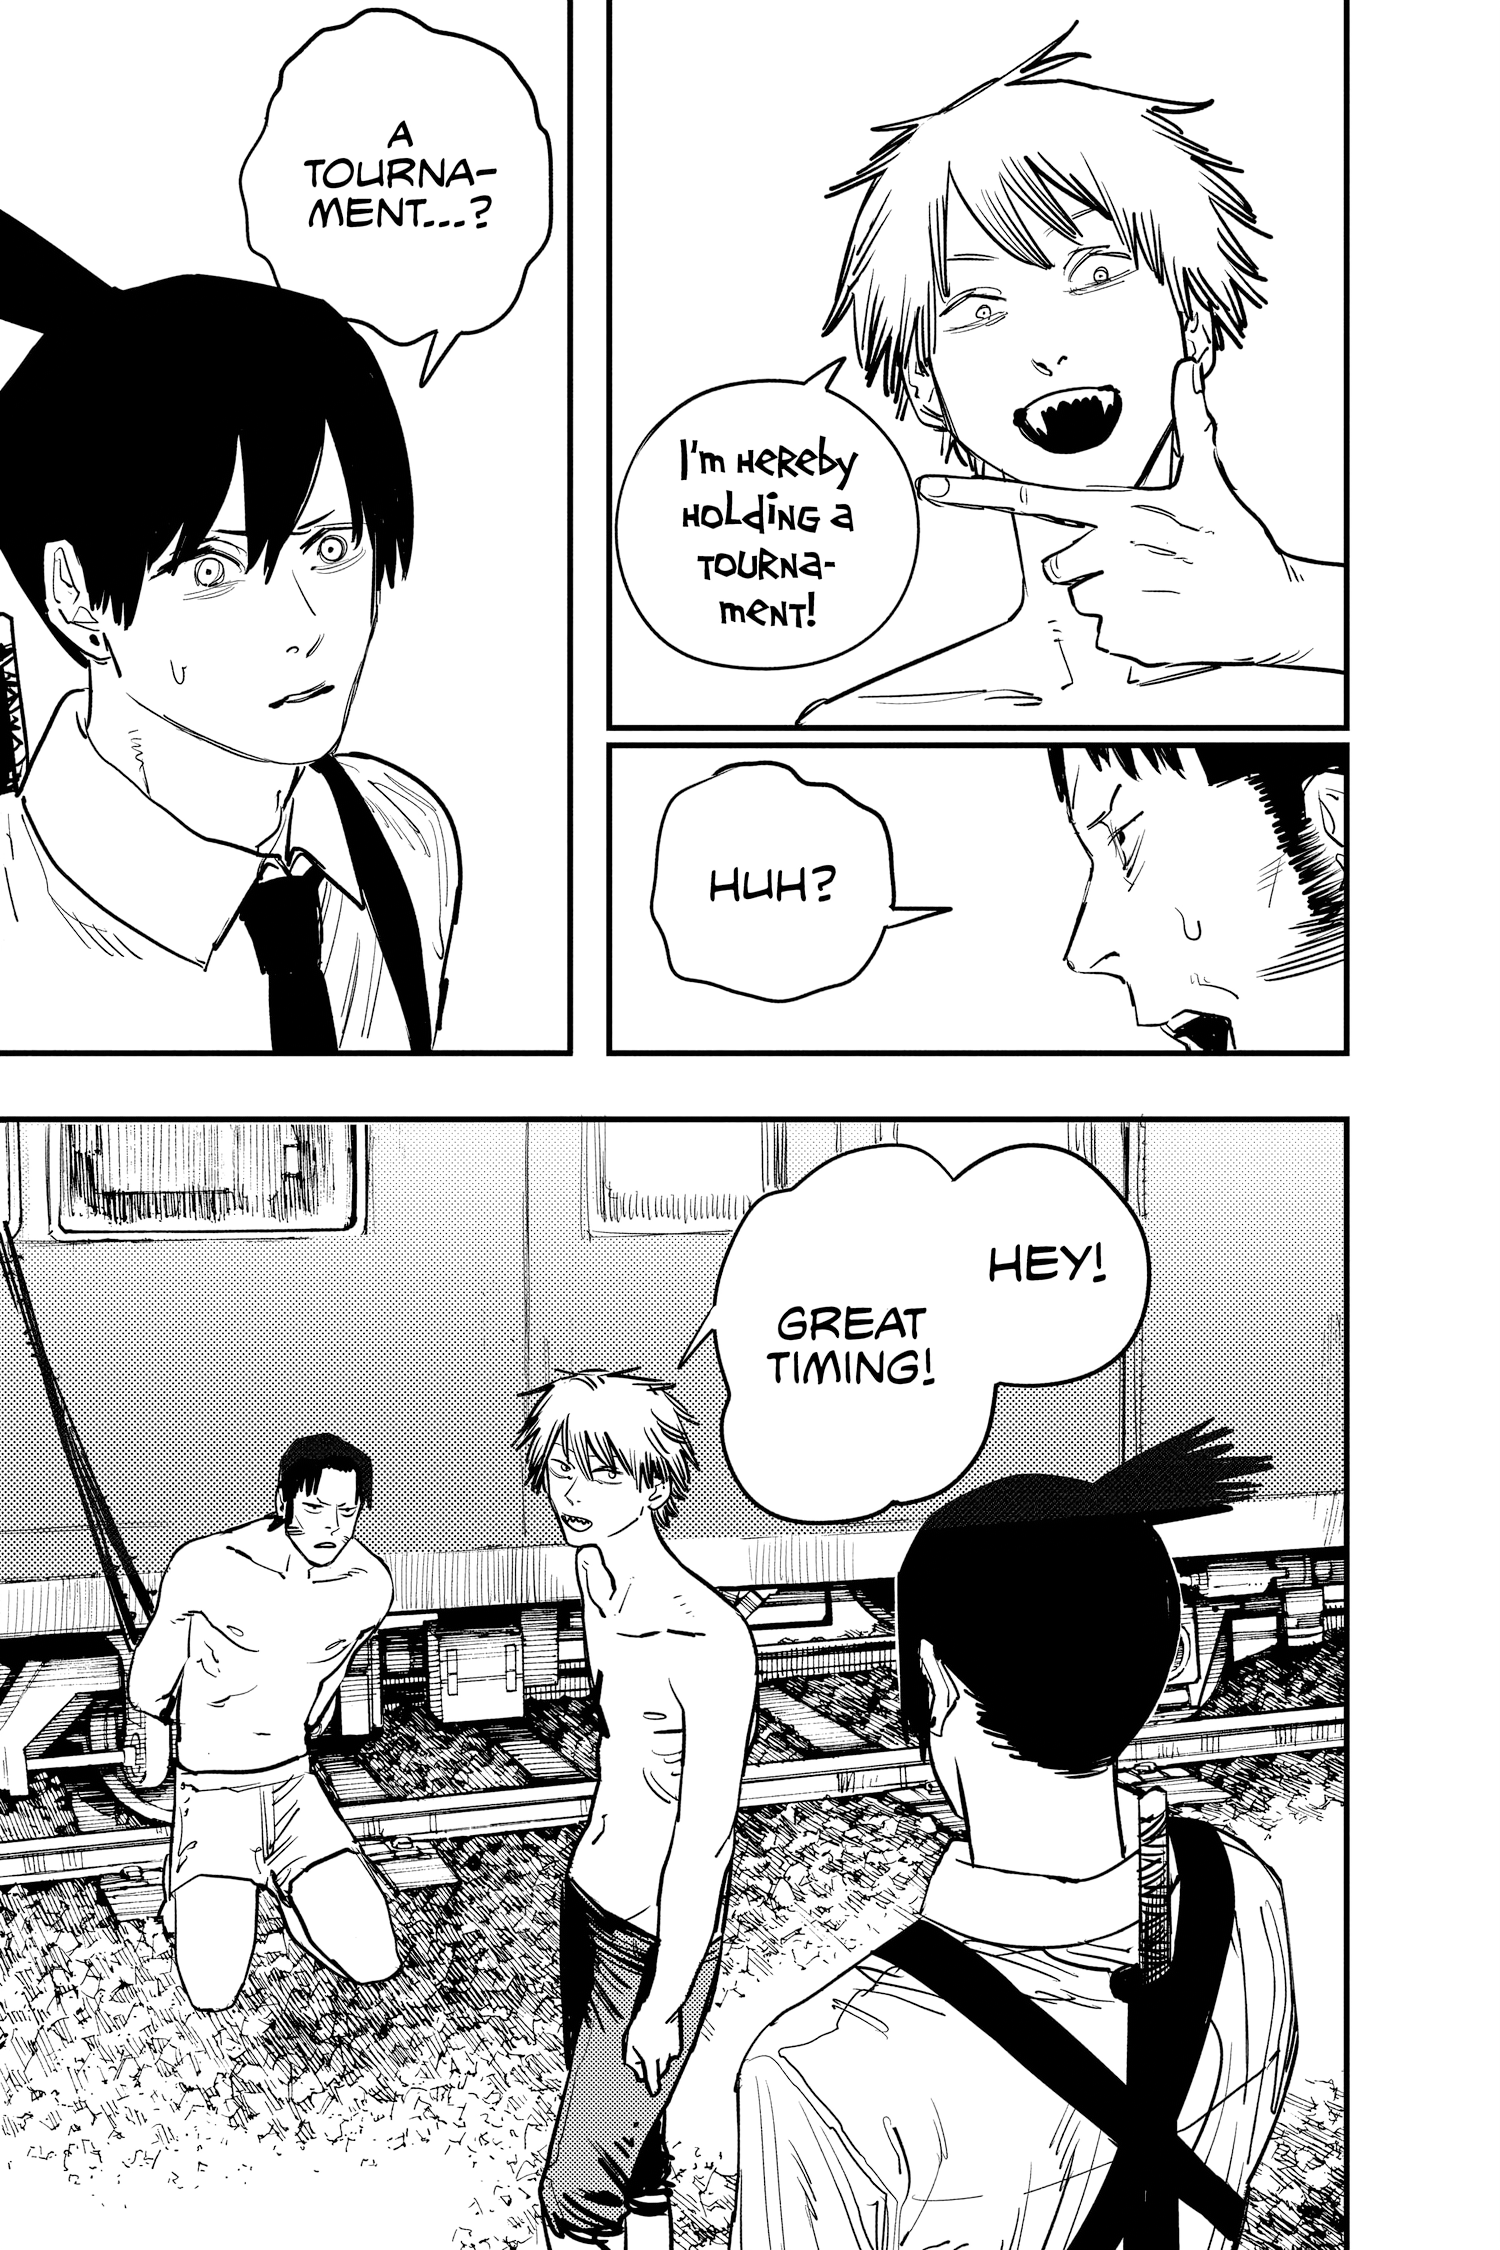 I'm Hereby
HOLdiNG a
TOURNa-
meNT!
HUH?
A
TOURNA-
MENT...?
HEY!
GREAT
TIMING!